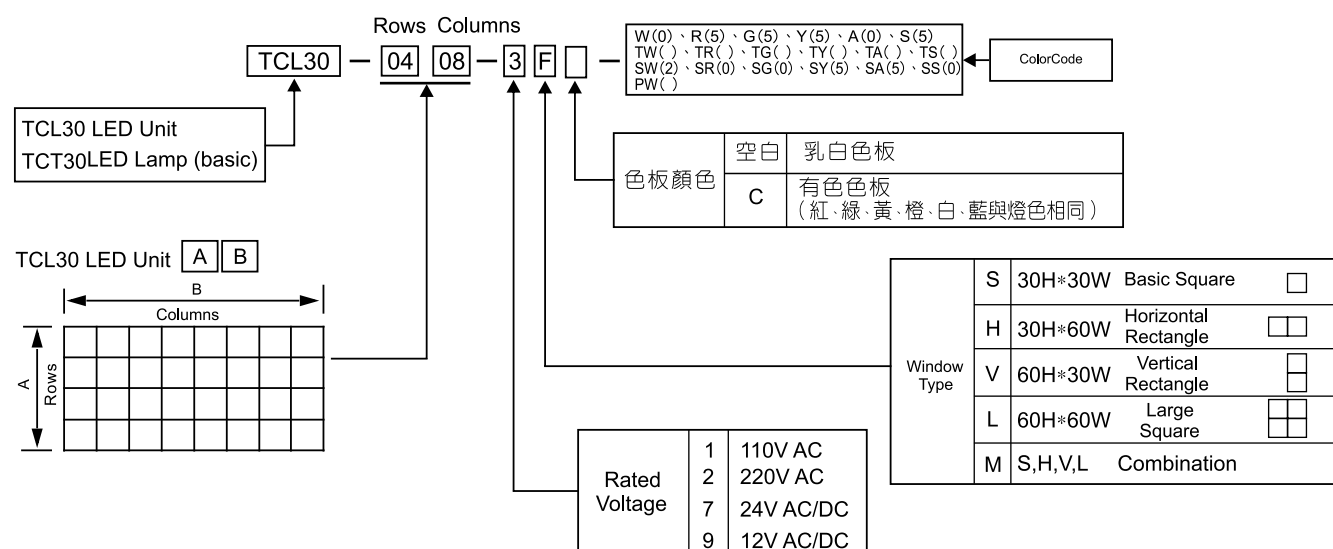 Rows Columns
TCL30 — 04 08 — 3 F —
W(0)、R(5)、G(5)、Y(5)、A(0)、S(5)
TW( )、TR( )、TG( )、TY( )、TA( )、TS( )
SW(2)、SR(0)、SG(0)、SY(5)、SA(5)、SS(0)
PW( )
ColorCode
TCL30 LED Unit
TCT30LED Lamp (basic)
色板顏色
空白 乳白色板
C 有色色板
(紅、綠、黃、橙、白、藍與燈色相同)
TCL30 LED Unit A B
B
Columns
A
Rows
Window
Type
S 30H*30W Basic Square
H 30H*60W Horizontal
Rectangle
V 60H*30W Vertical
Rectangle
L 60H*60W Large
Square
M S,H,V,L Combination
Rated
Voltage
1 110V AC
2 220V AC
7 24V AC/DC
9 12V AC/DC